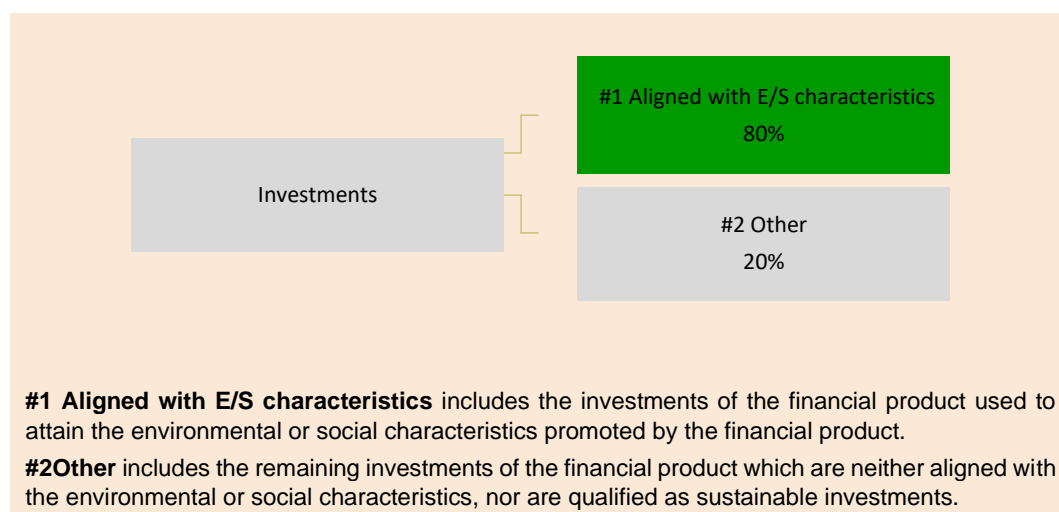 #1 Aligned with E/S characteristics
80%
Investments
#2 Other
20%
#1 Aligned with E/S characteristics includes the investments of the financial product used to
attain the environmental or social characteristics promoted by the financial product.
#2Other includes the remaining investments of the financial product which are neither aligned with
the environmental or social characteristics, nor are qualified as sustainable investments.